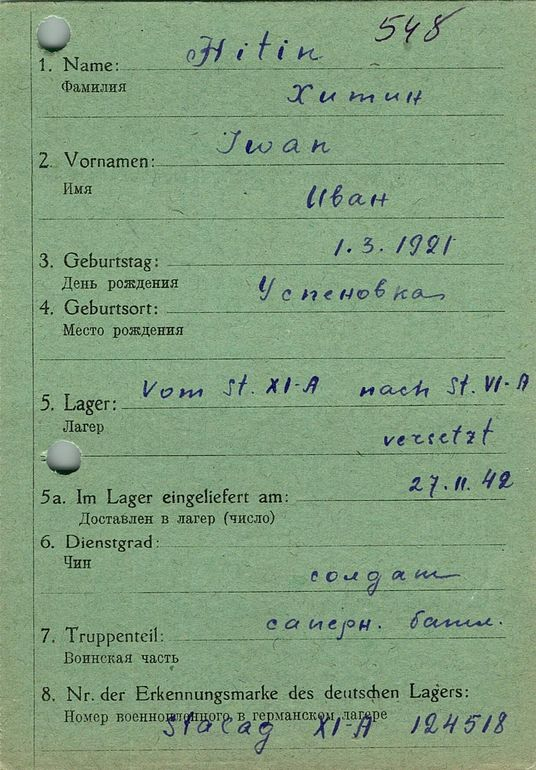 548
1. Name: Hitin
Фамилия
Хитин
2. Vornamen: Iwan
Имя
Иван
1.3.1921
3. Geburtstag:
День рождения
Успеновка
4. Geburtsort:
Место рождения
Vom St. XI-A nach St. VI-A
5. Lager:
Лагер
versetzt
27.11.42
5a. Im Lager eingeliefert am:
Доставлен в лагер (число)
6. Dienstgrad:
Чин
солдат
саперн. батл.
7. Truppenteil:
Воинская часть
8. Nr. der Erkennungsmarke des deutschen Lagers:
Номер военнопленного в германском лагере
Stalag XI-A 124518